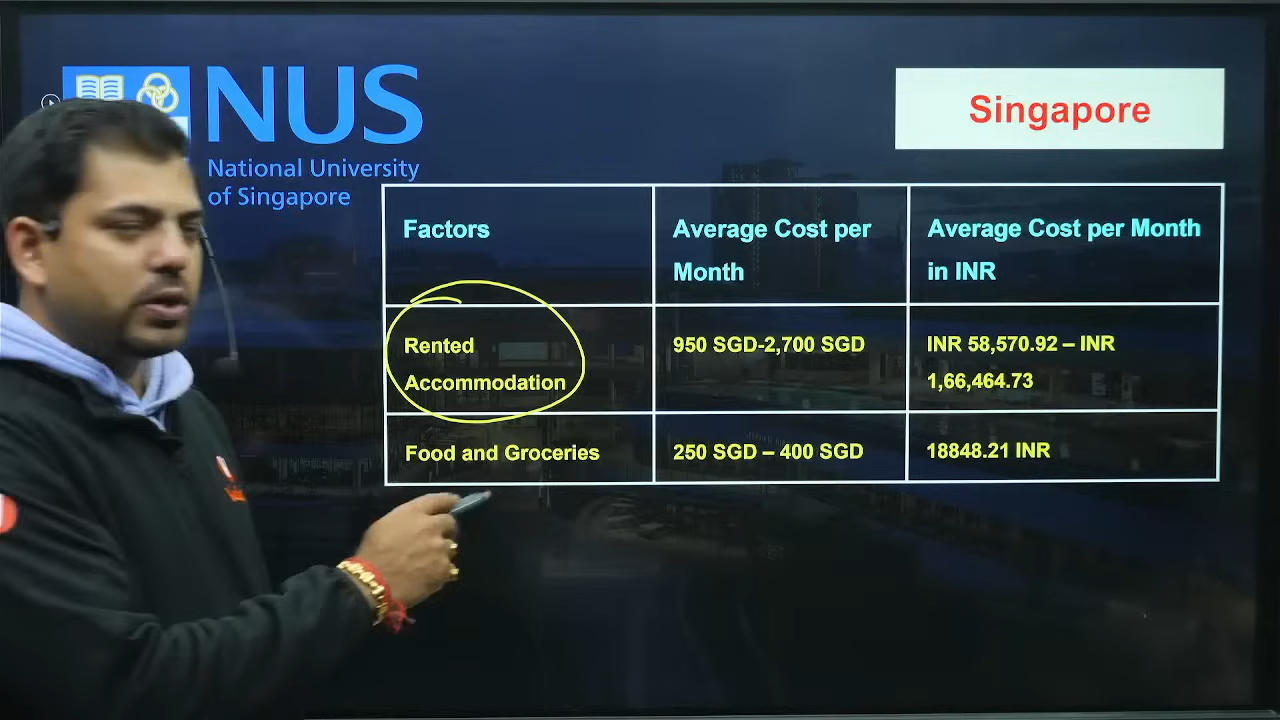 NUS
National University
of Singapore
Singapore
Factors
Average Cost per
Month
Average Cost per Month
in INR
Rented
Accommodation
950 SGD-2,700 SGD
INR 58,570.92 – INR
1,66,464.73
Food and Groceries
250 SGD – 400 SGD
18848.21 INR